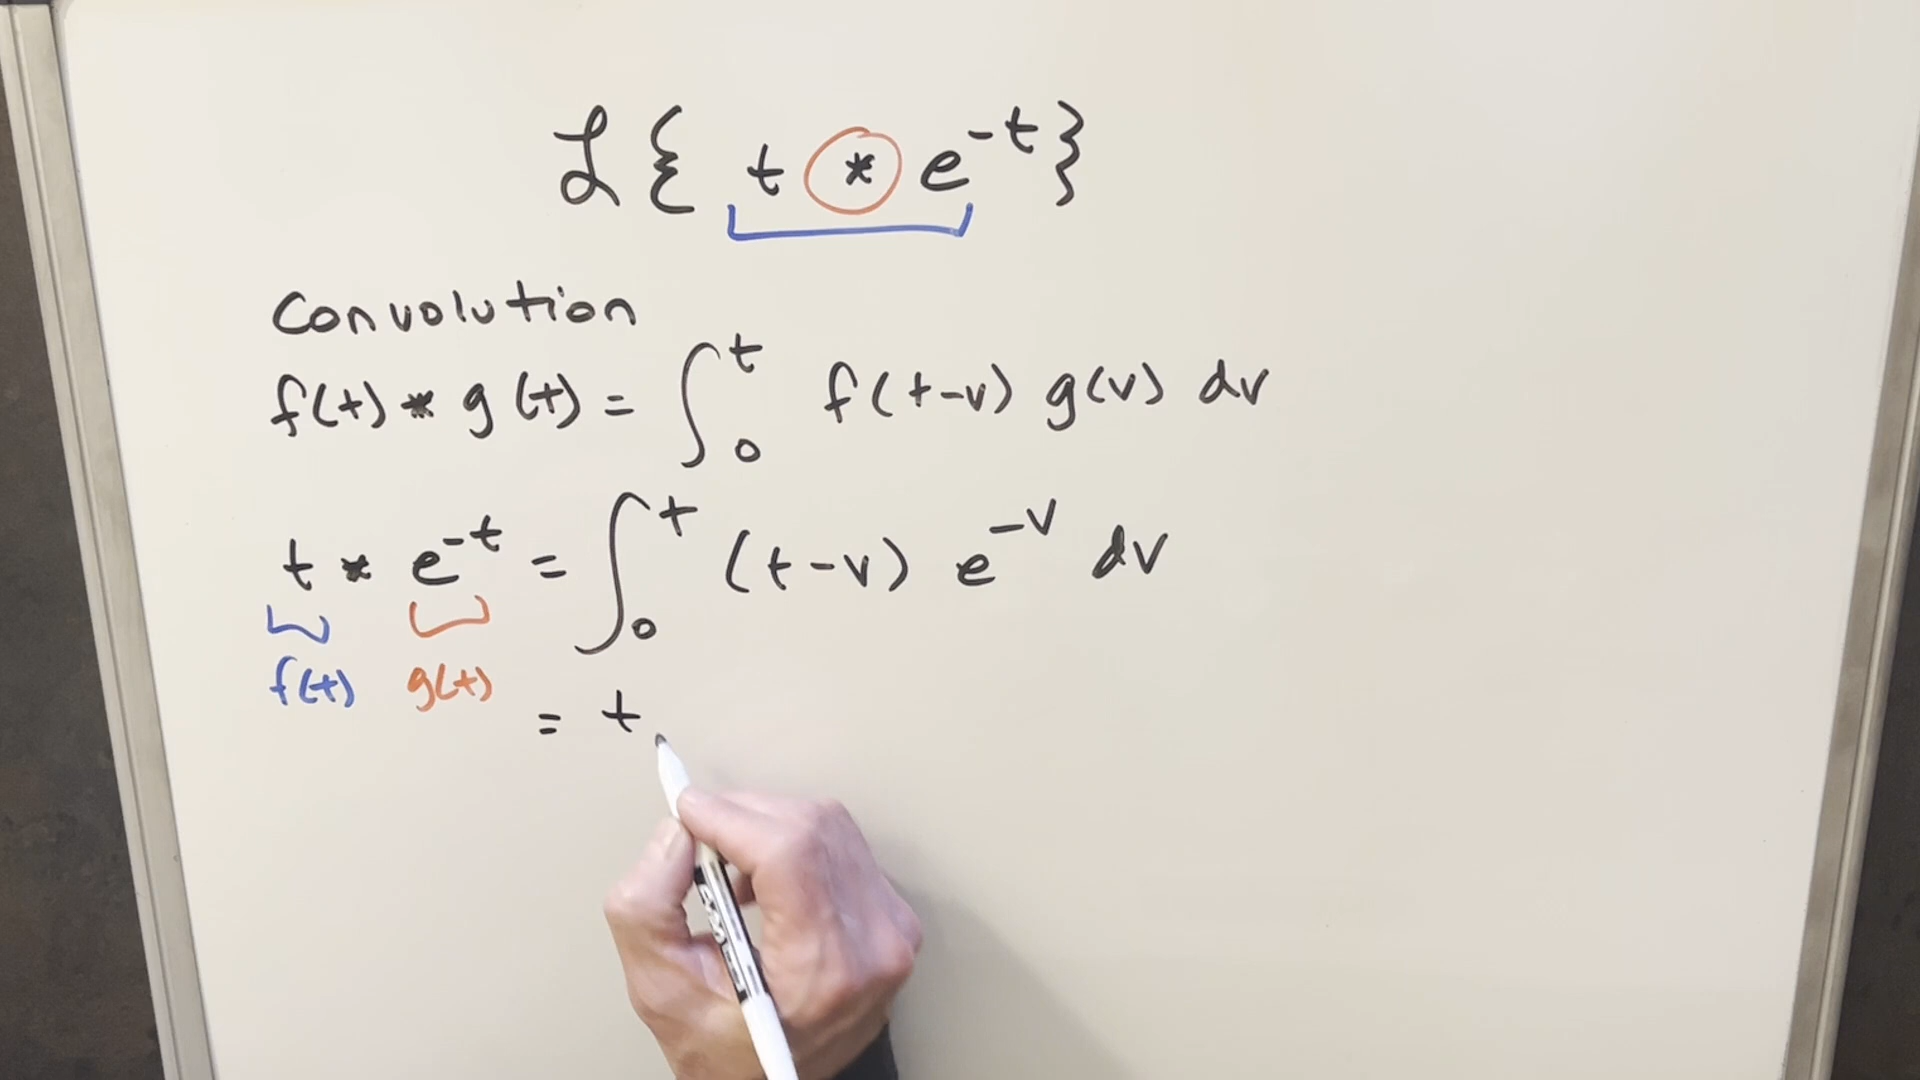 ℒ{ t * e^{-t} }
Convolution
f(t) * g(t) = ∫_0^t f(t-v) g(v) dv
t * e^{-t} = ∫_0^t (t-v) e^{-v} dv
f(t) g(t)
= t